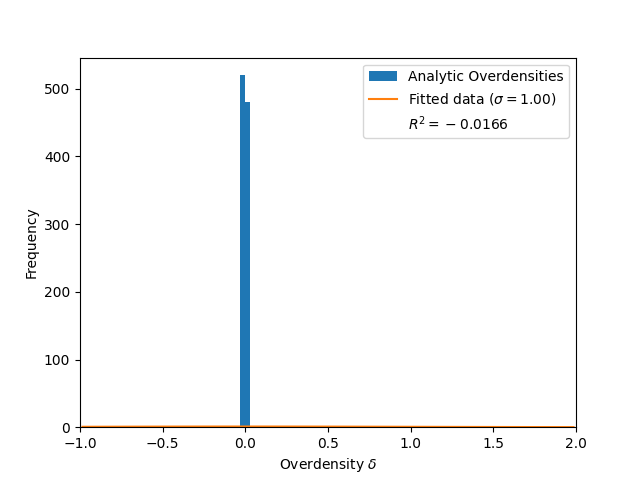 Analytic Overdensities
Fitted data (σ = 1.00)
R² = − 0.0166
500
400
300
200
100
0
Frequency
−1.0 −0.5 0.0 0.5 1.0 1.5 2.0
Overdensity δ